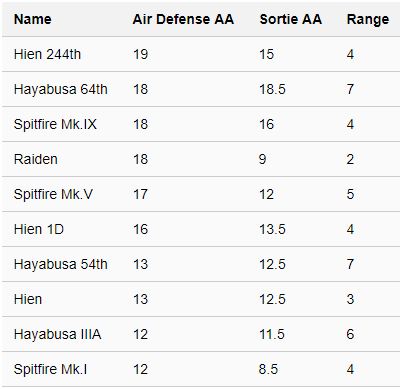 Name Air Defense AA Sortie AA Range
Hien 244th 19 15 4
Hayabusa 64th 18 18.5 7
Spitfire Mk.IX 18 16 4
Raiden 18 9 2
Spitfire Mk.V 17 12 5
Hien 1D 16 13.5 4
Hayabusa 54th 13 12.5 7
Hien 13 12.5 3
Hayabusa IIIA 12 11.5 6
Spitfire Mk.I 12 8.5 4